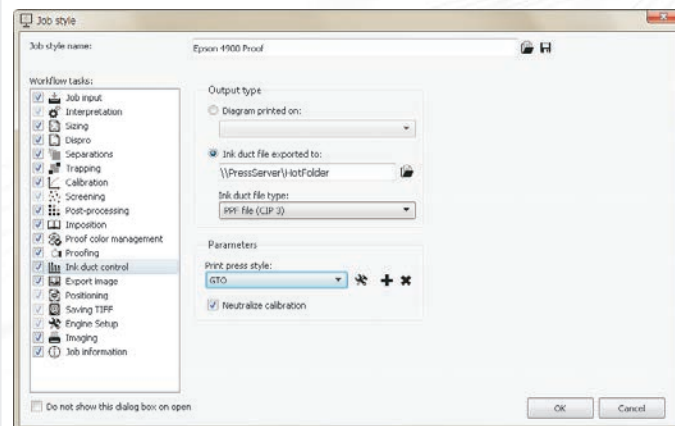 Job style
Job style name:
Epson 4900 Proof
Workflow tasks:
Job input
Interpretation
Sizing
Dispro
Separations
Trapping
Calibration
Screening
Post-processing
Imposition
Proof color management
Proofing
Ink duct control
Export image
Positioning
Saving TIFF
Engine Setup
Imaging
Job information
Output type
Diagram printed on:
Ink duct file exported to:
\\PressServer\HotFolder
Ink duct file type:
PPF file (CIP 3)
Parameters
Print press style:
GTO
Neutralize calibration
Do not show this dialog box on open
OK
Cancel